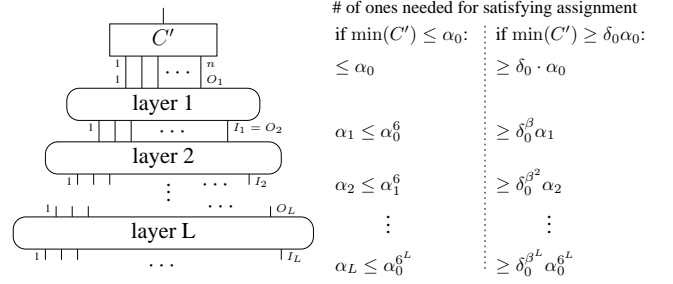 # of ones needed for satisfying assignment
C′ if min(C′) ≤ α₀: if min(C′) ≥ δ₀α₀:
1 ⋯ n
1 O₁ ≤ α₀ ≥ δ₀ · α₀
layer 1
1 ⋯ I₁ = O₂ α₁ ≤ α₀⁶ ≥ δ₀^β α₁
layer 2
1 ⋯ I₂ α₂ ≤ α₁⁶ ≥ δ₀^{β²} α₂
⋮ ⋯ ⋮ ⋮
1 O_L
layer L
1 ⋯ I_L α_L ≤ α₀^{6^L} ≥ δ₀^{β^L} α₀^{6^L}